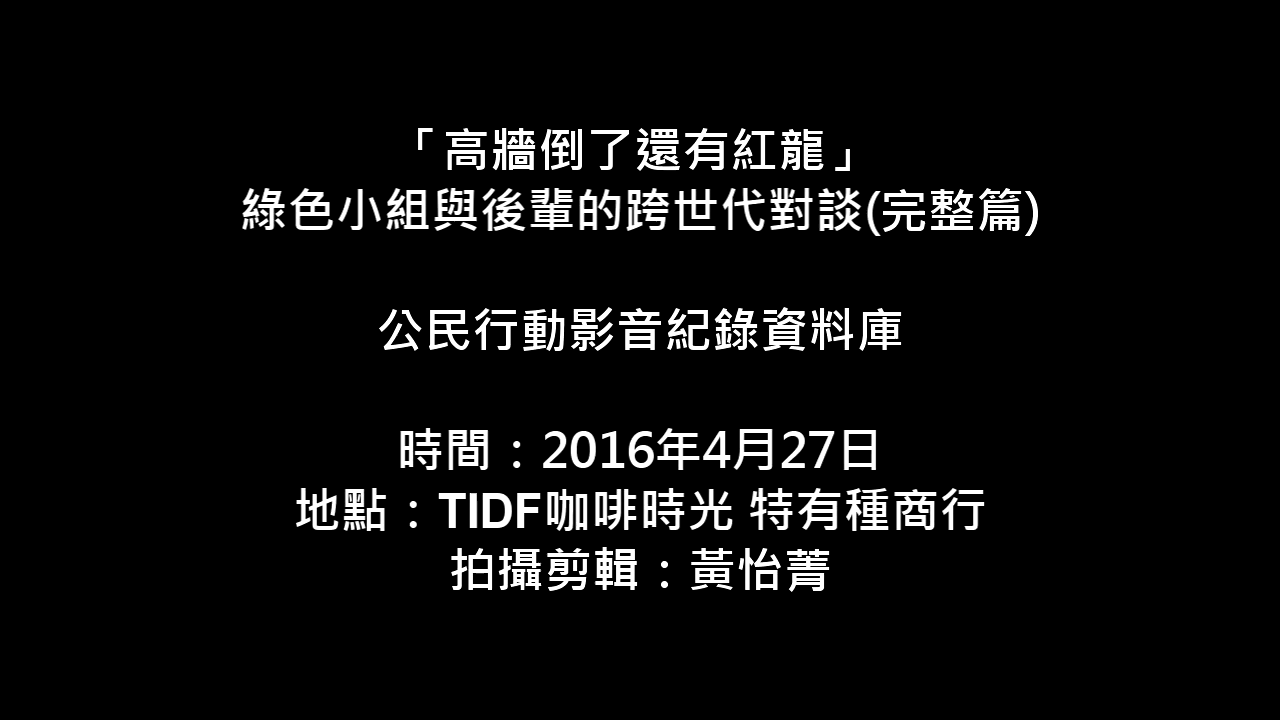 「高牆倒了還有紅龍」
綠色小組與後輩的跨世代對談(完整篇)
公民行動影音紀錄資料庫
時間：2016年4月27日
地點：TIDF咖啡時光 特有種商行
拍攝剪輯：黃怡菁